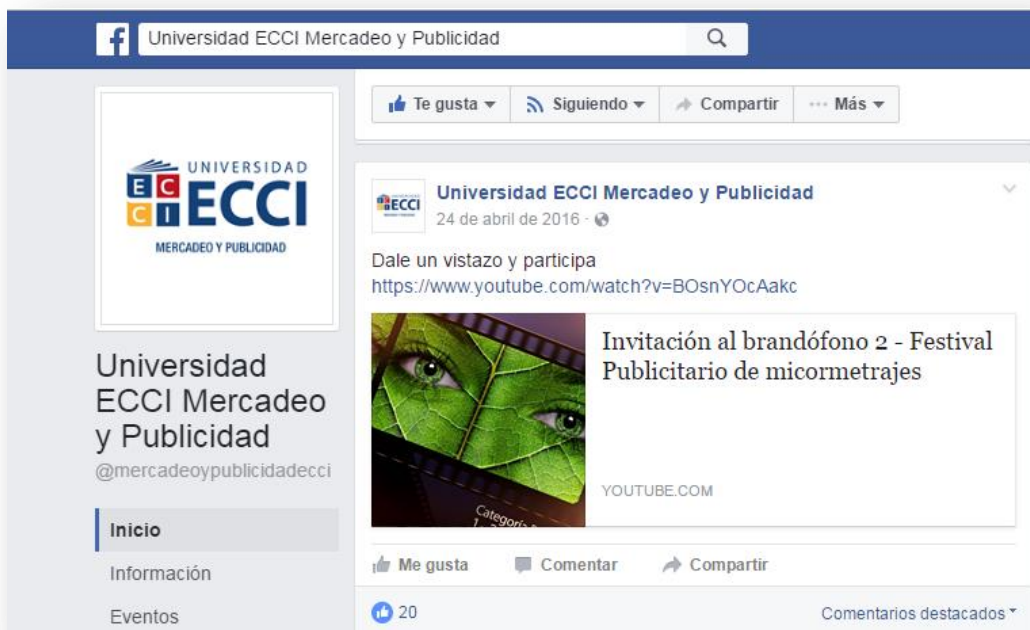 Universidad ECCI Mercadeo y Publicidad
Te gusta Siguiendo Compartir ··· Más
UNIVERSIDAD
E C C I ECCI
MERCADEO Y PUBLICIDAD
Universidad
ECCI Mercadeo
y Publicidad
@mercadeoypublicidadecci
Inicio
Información
Eventos
ECCI
Universidad ECCI Mercadeo y Publicidad
24 de abril de 2016 ·
Dale un vistazo y participa
https://www.youtube.com/watch?v=BOsnYOcAakc
Categoría
Invitación al brandófono 2 - Festival
Publicitario de micormetrajes
YOUTUBE.COM
Me gusta Comentar Compartir
20 Comentarios destacados